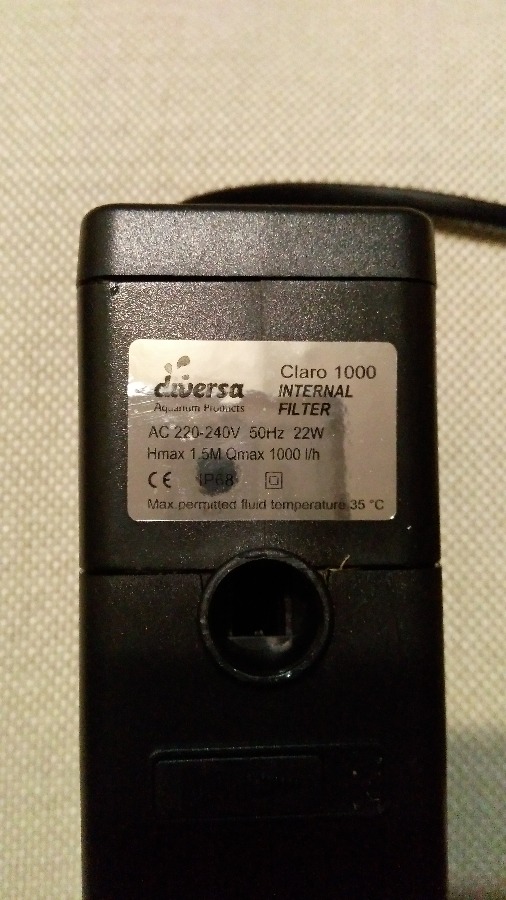 diversa
Aquarium Products
Claro 1000
INTERNAL
FILTER
AC 220-240V 50Hz 22W
Hmax 1.5M Qmax 1000 l/h
CE IP68
Max.permitted fluid temperature.35 °C